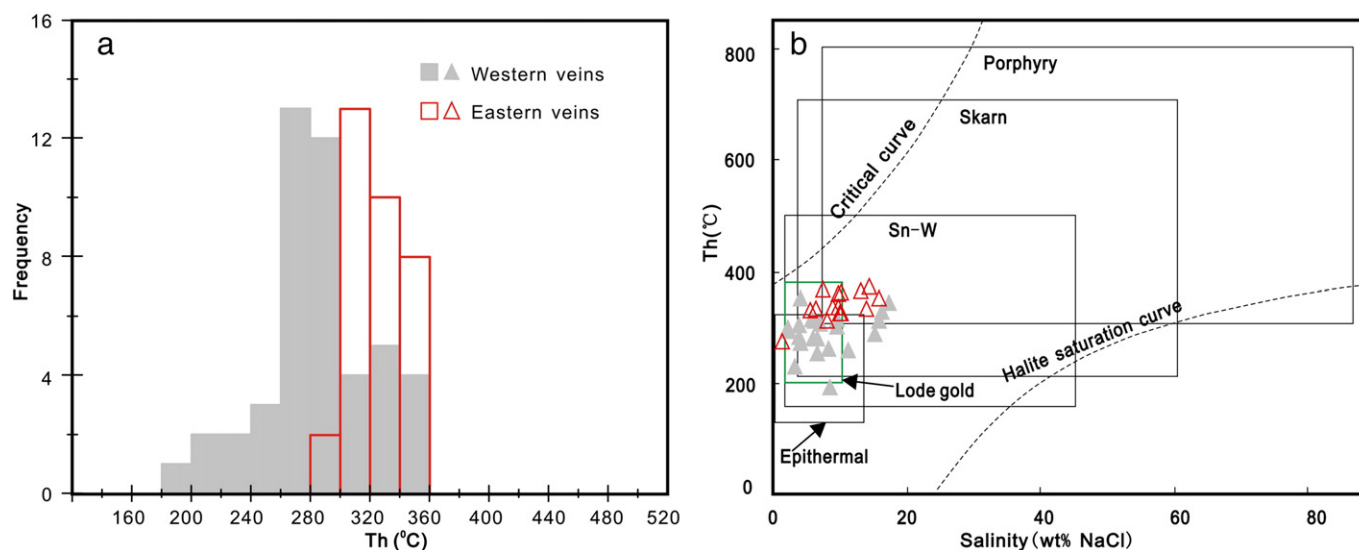 a
16
12
8
4
0
Frequency
Western veins
Eastern veins
160 200 240 280 320 360 400 440 480 520
Th (⁰C)
b
800
600
400
200
0
Th(℃)
Porphyry
Skarn
Critical curve
Sn-W
Halite saturation curve
Lode gold
Epithermal
0 20 40 60 80
Salinity (wt% NaCl)